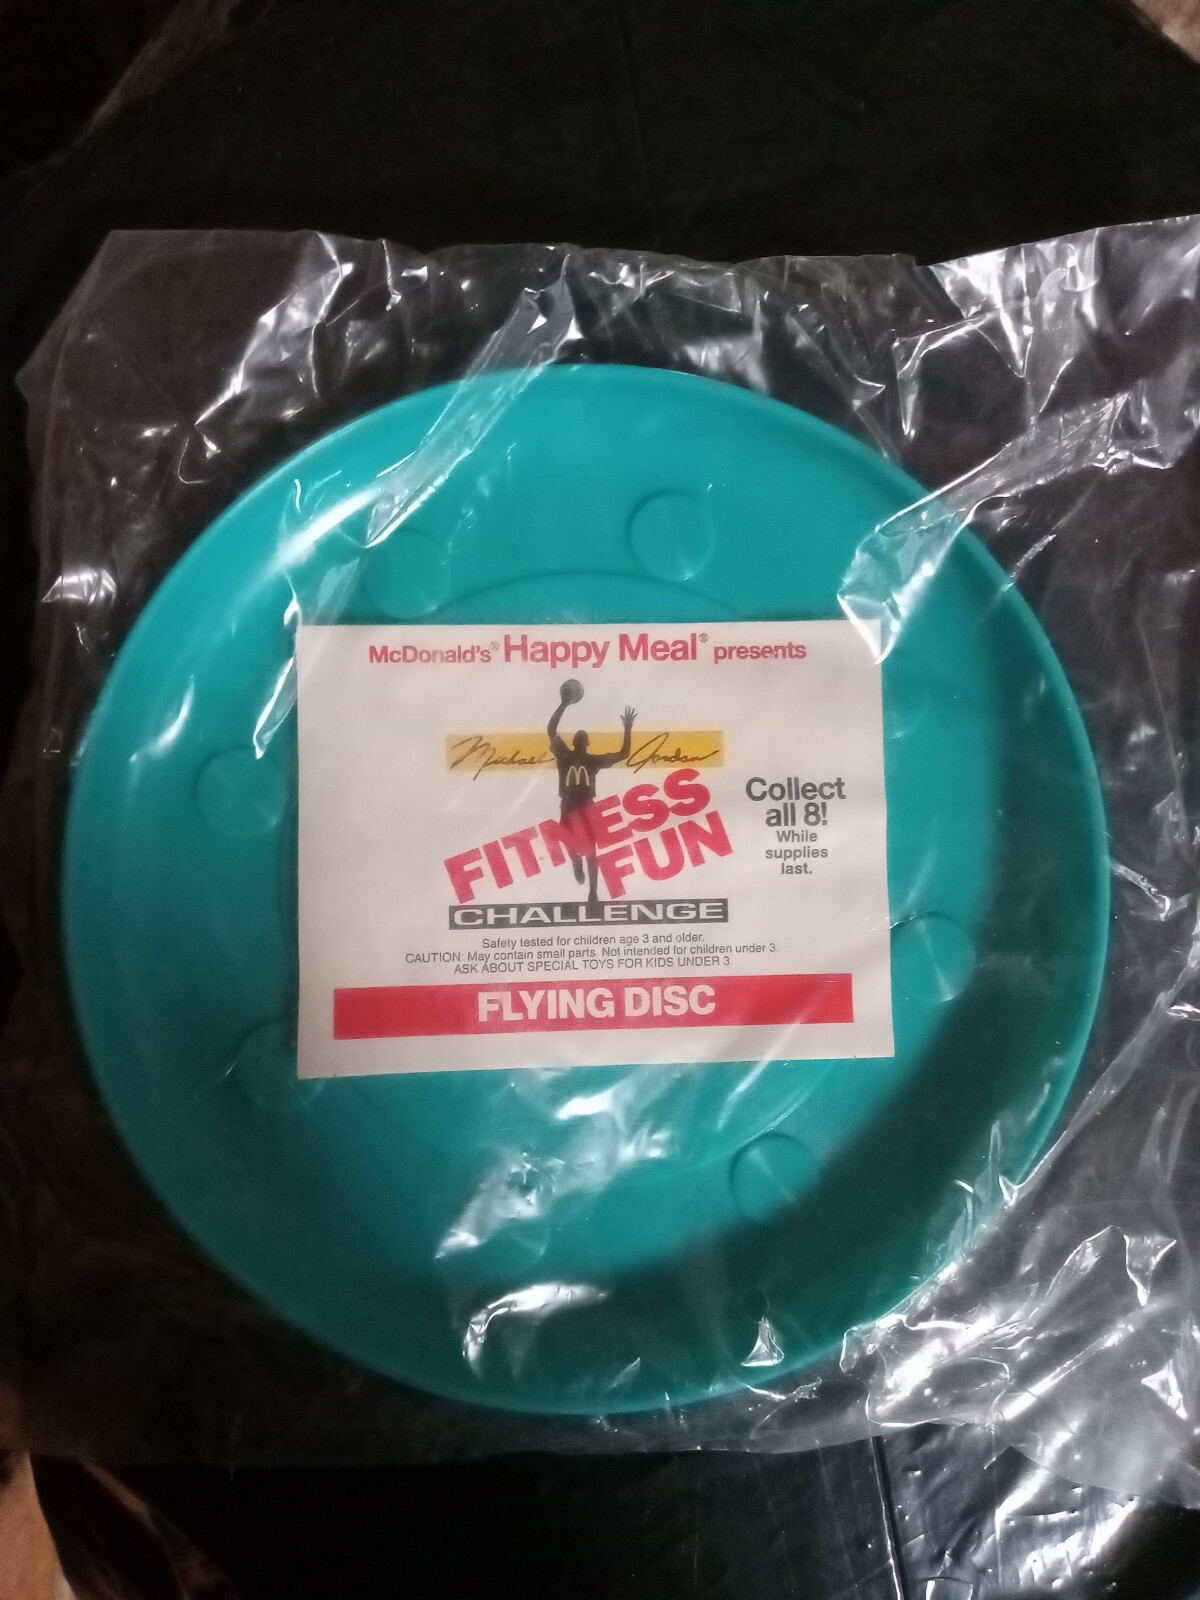 McDonald's® Happy Meal® presents
Michael Jordan
FITNESS
FUN
CHALLENGE
Collect
all 8!
While
supplies
last.
Safety tested for children age 3 and older.
CAUTION: May contain small parts. Not intended for children under 3.
ASK ABOUT SPECIAL TOYS FOR KIDS UNDER 3.
FLYING DISC